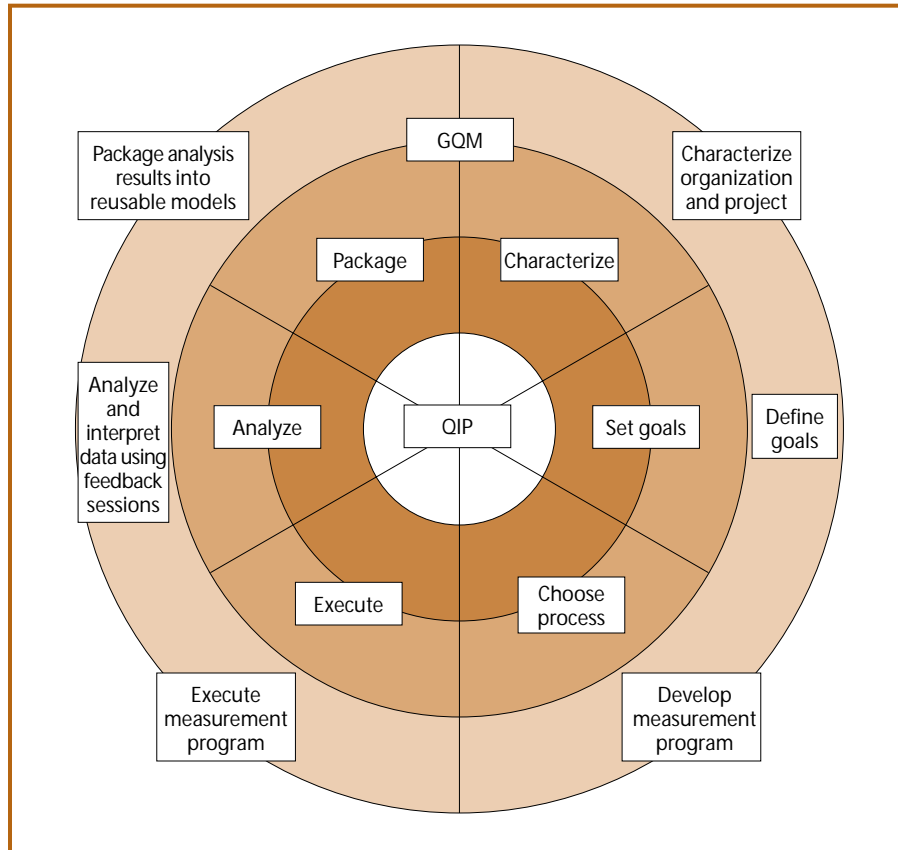 GQM
Package analysis
results into
reusable models
Characterize
organization
and project
Package
Characterize
Analyze
and
interpret
data using
feedback
sessions
Analyze
QIP
Set goals
Define
goals
Execute
Choose
process
Execute
measurement
program
Develop
measurement
program